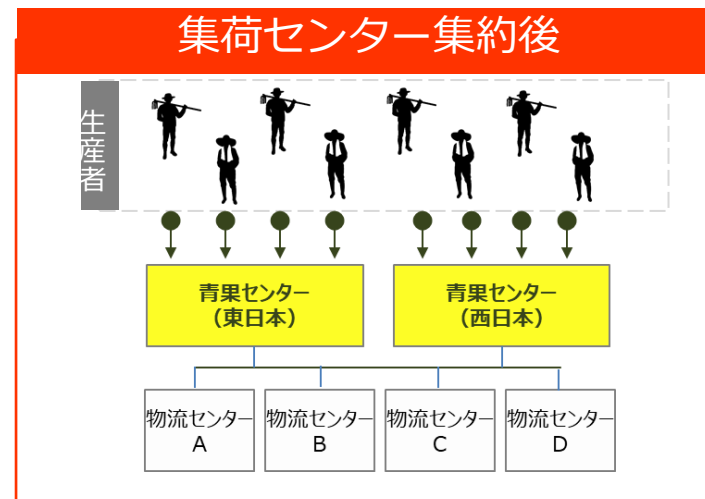 集荷センター集約後
生産者
青果センター
（東日本）
青果センター
（西日本）
物流センター
A
物流センター
B
物流センター
C
物流センター
D